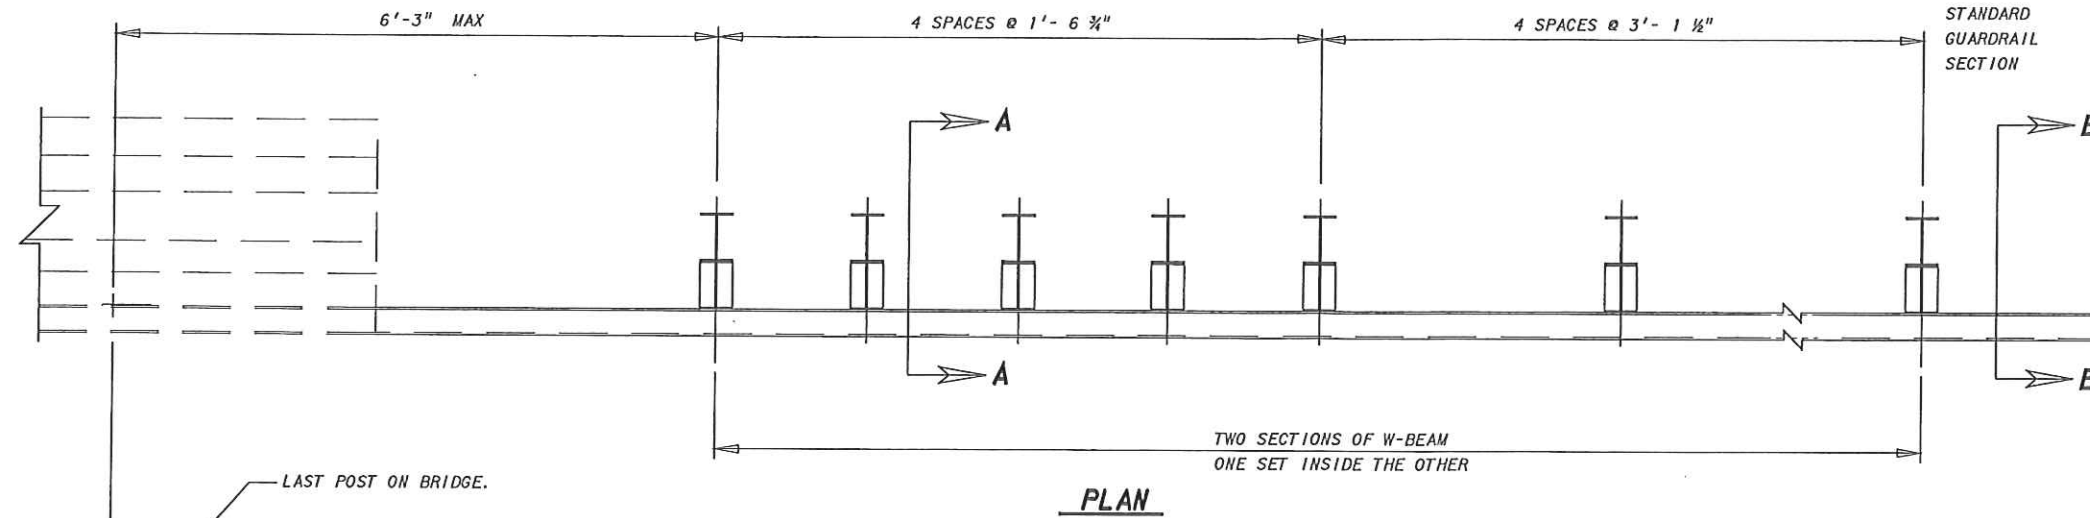 6'-3" MAX
4 SPACES @ 1'- 6 ¾"
4 SPACES @ 3'- 1 ½"
STANDARD
GUARDRAIL
SECTION
A
A
TWO SECTIONS OF W-BEAM
ONE SET INSIDE THE OTHER
LAST POST ON BRIDGE.
PLAN